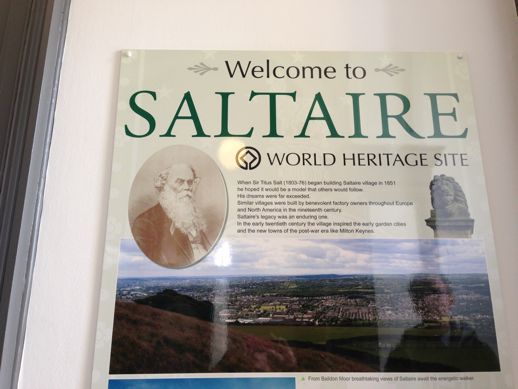 Welcome to
SALTAIRE
WORLD HERITAGE SITE
When Sir Titus Salt (1803-76) began building Saltaire village in 1851
he hoped it would be a model that others would follow.
His dreams were far exceeded.
Similar villages were built by benevolent factory owners throughout Europe
and North America in the nineteenth century.
Saltaire's legacy was an enduring one.
In the early twentieth century the village inspired the early garden cities
and the new towns of the post-war era like Milton Keynes.
From Baildon Moor breathtaking views of Saltaire await the energetic walker.